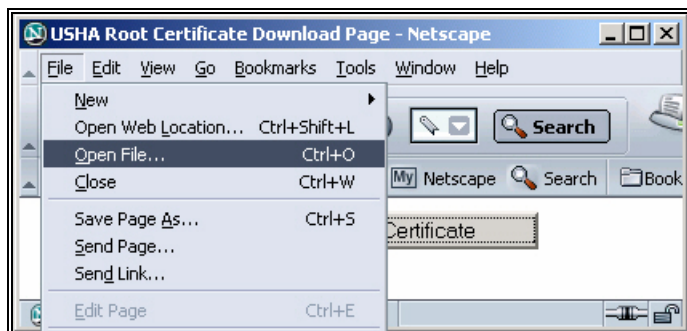 USHA Root Certificate Download Page - Netscape
File Edit View Go Bookmarks Tools Window Help
New
Open Web Location... Ctrl+Shift+L
Search
Open File... Ctrl+O
Close Ctrl+W
My Netscape Search Book
Save Page As... Ctrl+S
Certificate
Send Page...
Send Link...
Edit Page Ctrl+E